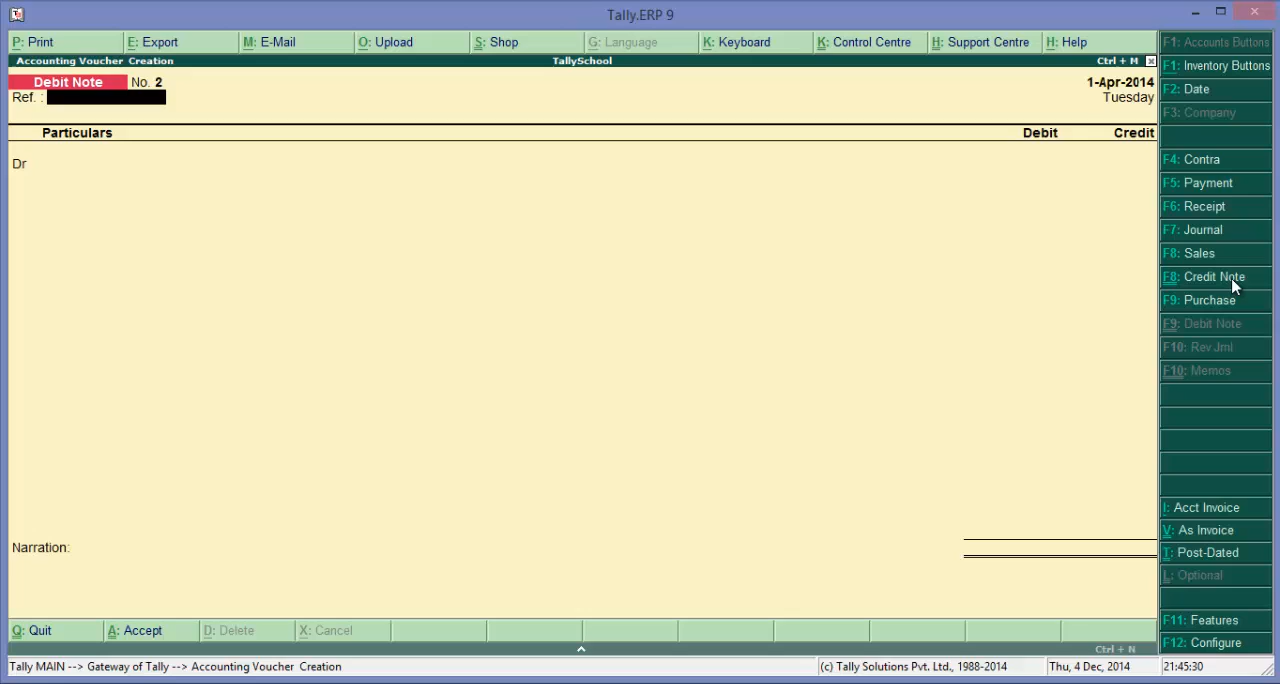 Tally.ERP 9
P: Print E: Export M: E-Mail O: Upload S: Shop G: Language K: Keyboard K: Control Centre H: Support Centre H: Help
Accounting Voucher Creation TallySchool Ctrl + M
Debit Note No. 2 1-Apr-2014
Ref. : Tuesday
Particulars Debit Credit
Dr
Narration:
Q: Quit A: Accept D: Delete X: Cancel
Ctrl + N
Tally MAIN --> Gateway of Tally --> Accounting Voucher Creation (c) Tally Solutions Pvt. Ltd., 1988-2014 Thu, 4 Dec, 2014 21:45:30
F1: Accounts Buttons
F1: Inventory Buttons
F2: Date
F3: Company
F4: Contra
F5: Payment
F6: Receipt
F7: Journal
F8: Sales
F8: Credit Note
F9: Purchase
F9: Debit Note
F10: Rev Jrnl
F10: Memos
I: Acct Invoice
V: As Invoice
T: Post-Dated
L: Optional
F11: Features
F12: Configure